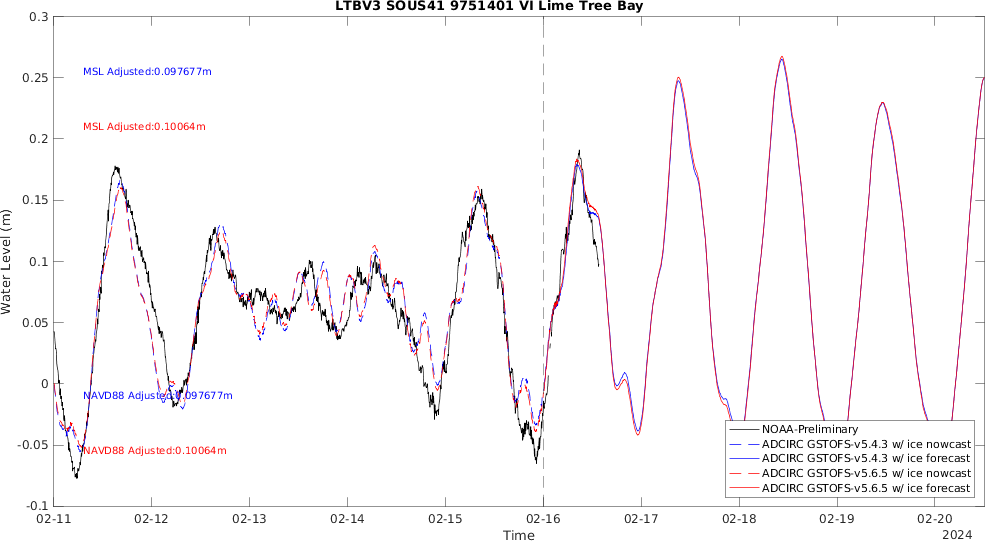 LTBV3 SOUS41 9751401 VI Lime Tree Bay
0.3
0.25
0.2
0.15
0.1
0.05
0
-0.05
-0.1
Water Level (m)
MSL Adjusted:0.097677m
MSL Adjusted:0.10064m
NAVD88 Adjusted:0.097677m
NAVD88 Adjusted:0.10064m
NOAA-Preliminary
ADCIRC GSTOFS-v5.4.3 w/ ice nowcast
ADCIRC GSTOFS-v5.4.3 w/ ice forecast
ADCIRC GSTOFS-v5.6.5 w/ ice nowcast
ADCIRC GSTOFS-v5.6.5 w/ ice forecast
02-11 02-12 02-13 02-14 02-15 02-16 02-17 02-18 02-19 02-20
Time
2024